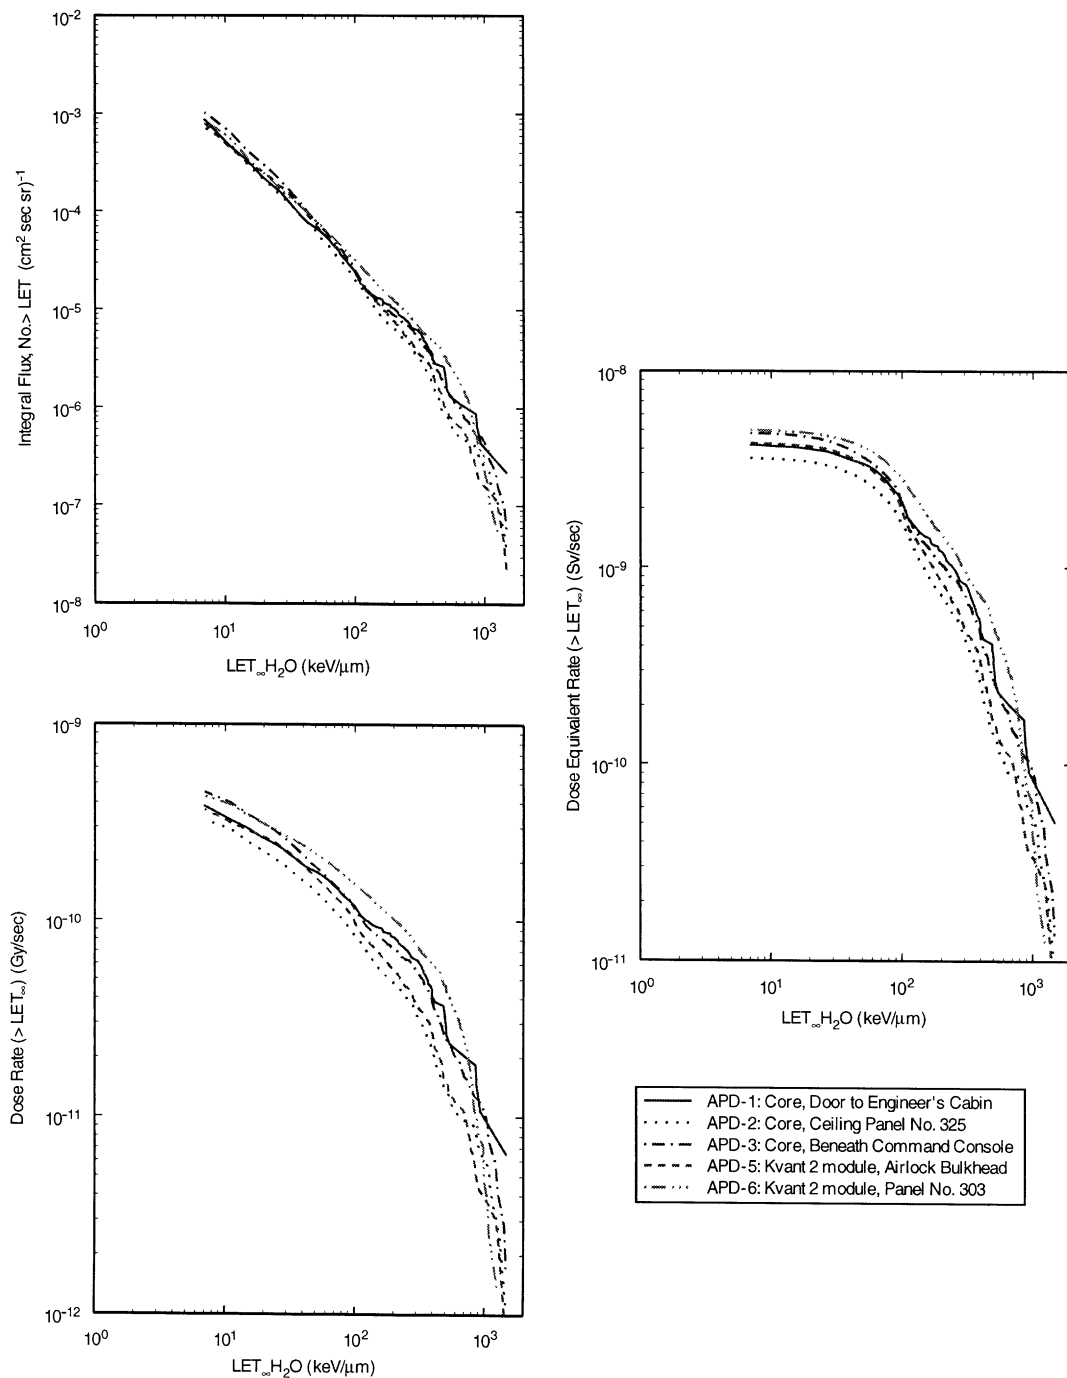 10⁻²
10⁻³
10⁻⁴
10⁻⁵
10⁻⁶
10⁻⁷
10⁻⁸
Integral Flux, No.> LET (cm² sec sr)⁻¹
10⁰ 10¹ 10² 10³
LET∞H₂O (keV/μm)
10⁻⁹
10⁻¹⁰
10⁻¹¹
10⁻¹²
Dose Rate (> LET∞) (Gy/sec)
10⁰ 10¹ 10² 10³
LET∞H₂O (keV/μm)
10⁻⁸
10⁻⁹
10⁻¹⁰
10⁻¹¹
Dose Equivalent Rate (> LET∞) (Sv/sec)
10⁰ 10¹ 10² 10³
LET∞H₂O (keV/μm)
APD-1: Core, Door to Engineer's Cabin
APD-2: Core, Ceiling Panel No. 325
APD-3: Core, Beneath Command Console
APD-5: Kvant 2 module, Airlock Bulkhead
APD-6: Kvant 2 module, Panel No. 303